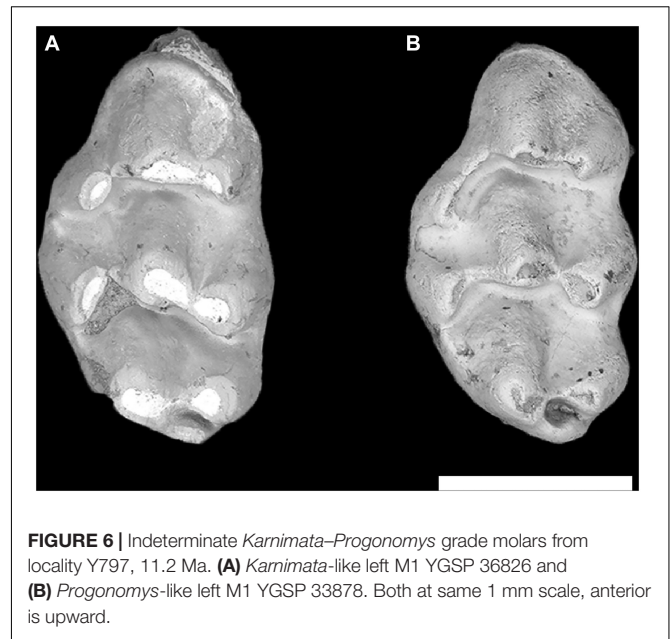 A B
FIGURE 6 | Indeterminate Karnimata–Progonomys grade molars from
locality Y797, 11.2 Ma. (A) Karnimata-like left M1 YGSP 36826 and
(B) Progonomys-like left M1 YGSP 33878. Both at same 1 mm scale, anterior
is upward.